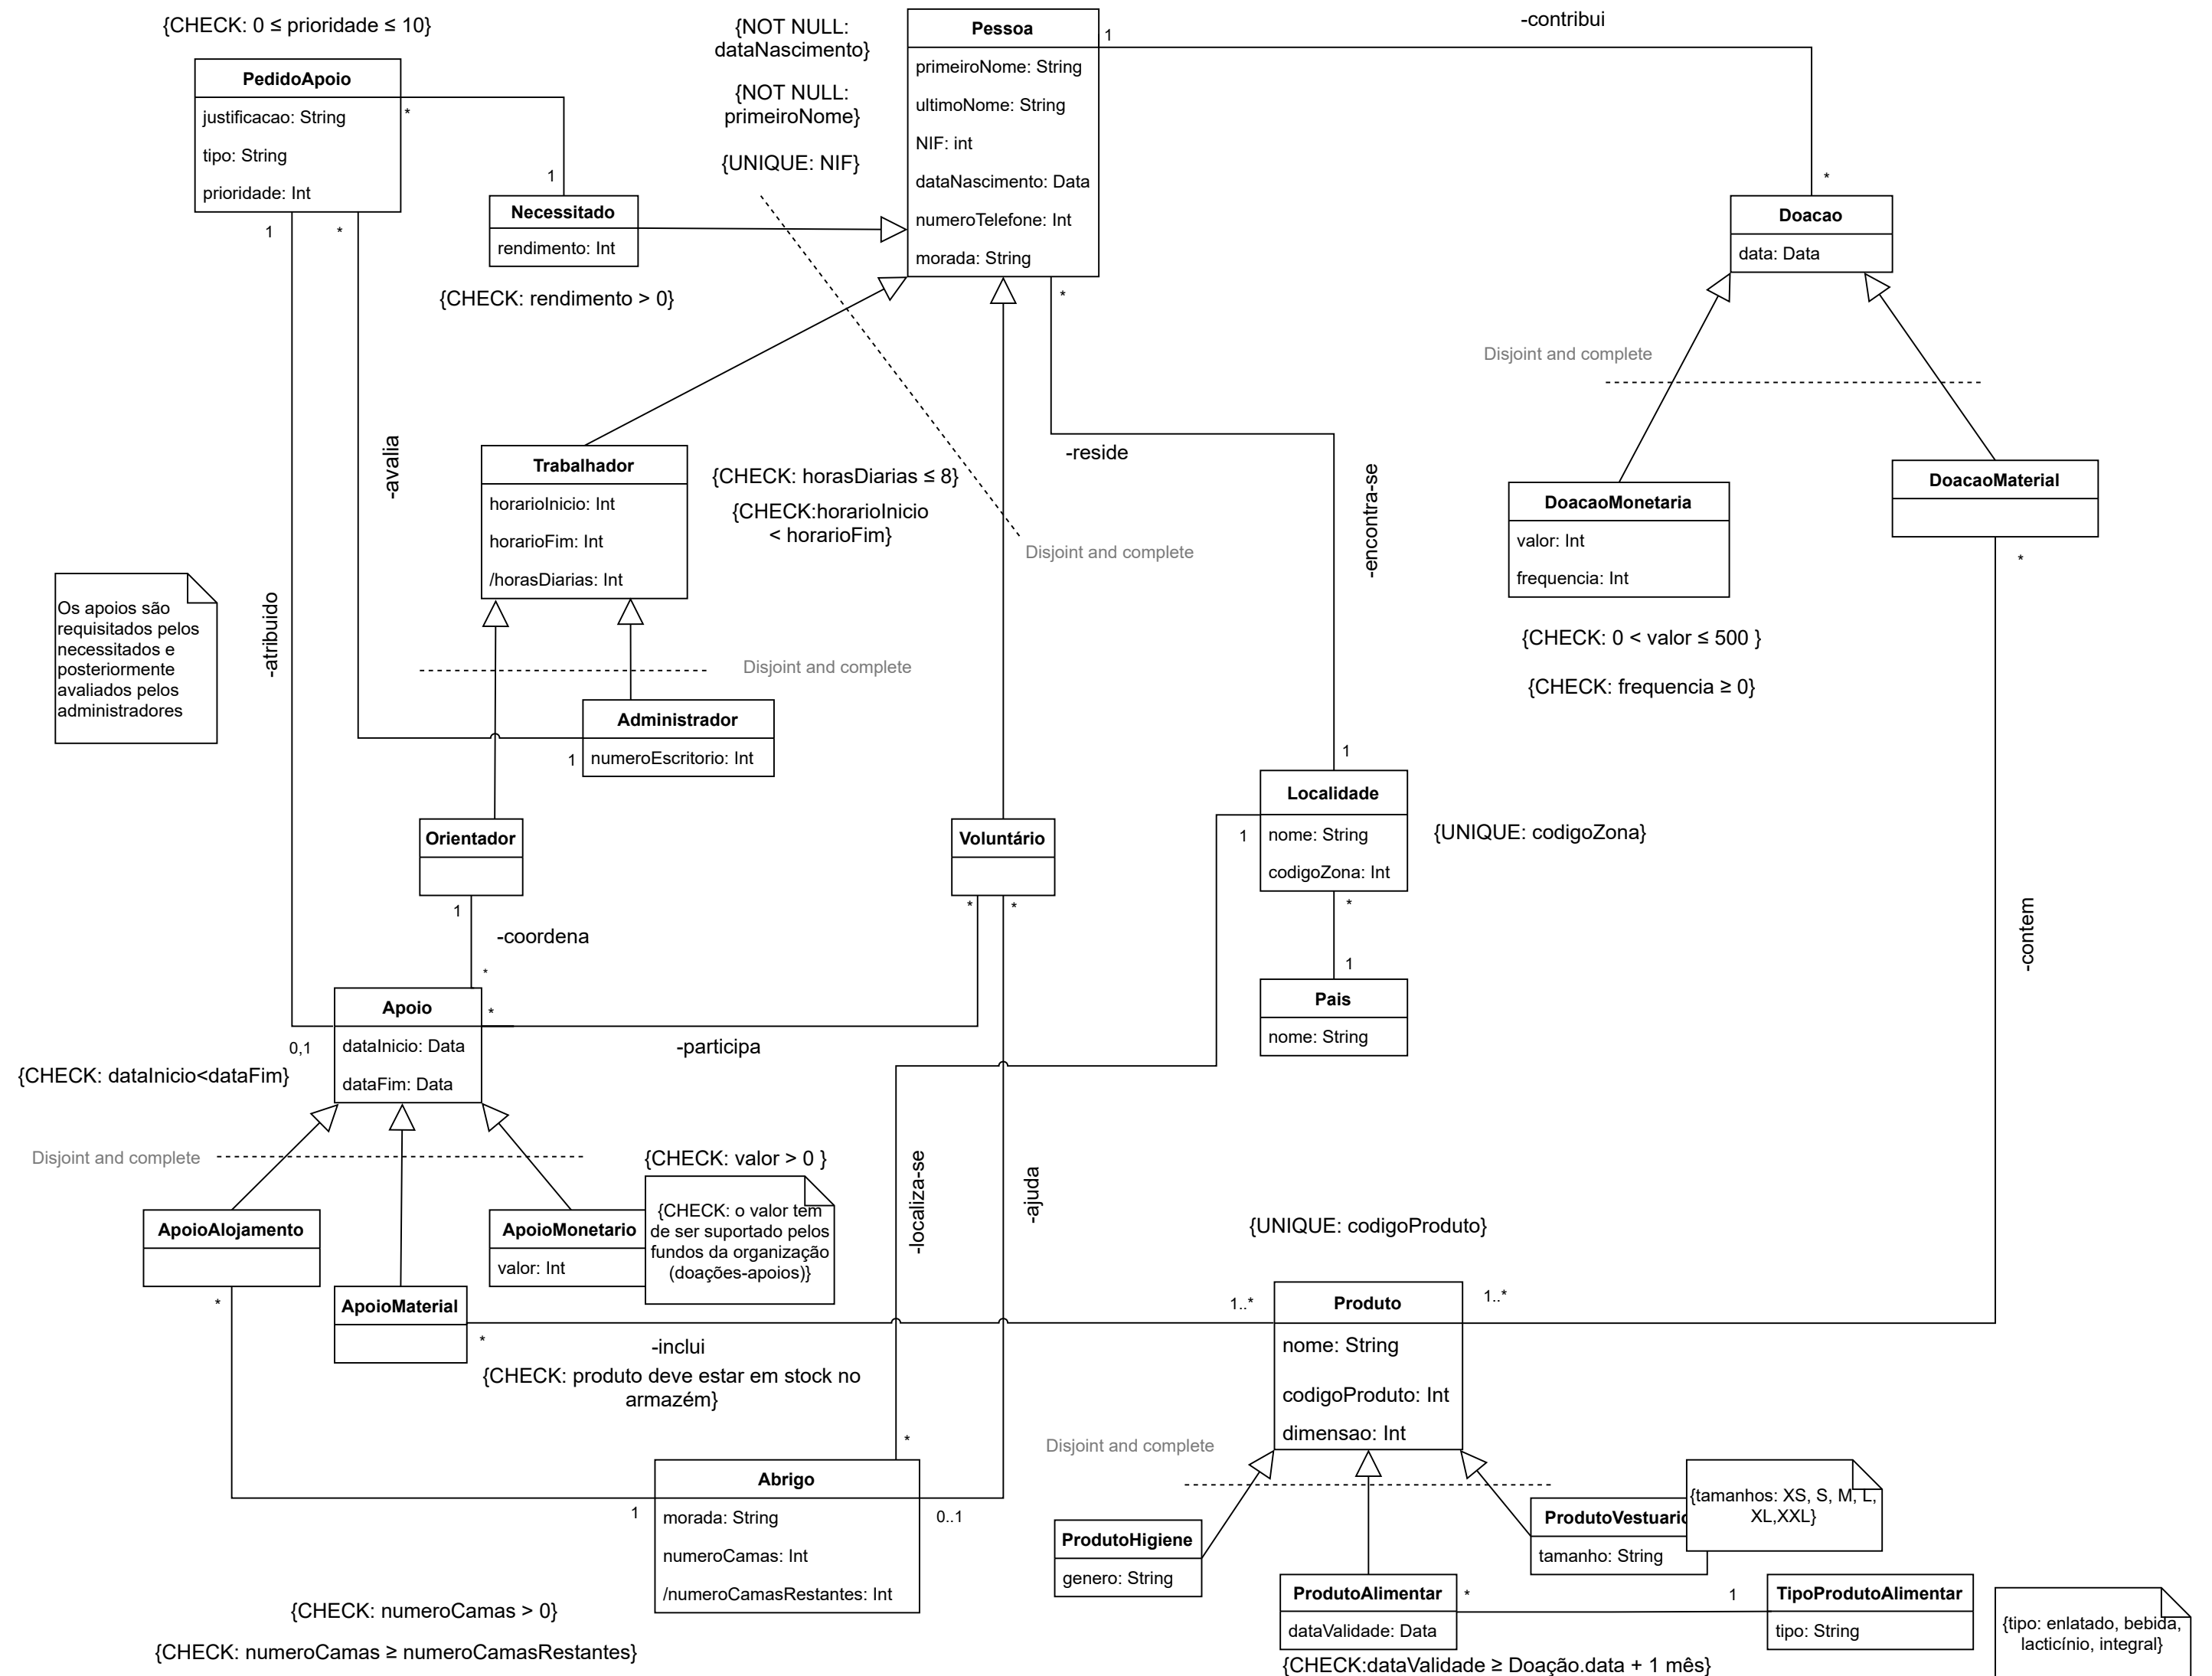 {CHECK: 0 ≤ prioridade ≤ 10}
PedidoApoio
justificacao: String
tipo: String
prioridade: Int
*
1
1
*
{NOT NULL:
dataNascimento}
{NOT NULL:
primeiroNome}
{UNIQUE: NIF}
Pessoa
primeiroNome: String
ultimoNome: String
NIF: int
dataNascimento: Data
numeroTelefone: Int
morada: String
1
-contribui
*
*
Necessitado
rendimento: Int
{CHECK: rendimento > 0}
Doacao
data: Data
Disjoint and complete
DoacaoMonetaria
valor: Int
frequencia: Int
{CHECK: 0 < valor ≤ 500 }
{CHECK: frequencia ≥ 0}
DoacaoMaterial
*
-contem
-reside
-encontra-se
1
-avalia
Trabalhador
horarioInicio: Int
horarioFim: Int
/horasDiarias: Int
{CHECK: horasDiarias ≤ 8}
{CHECK:horarioInicio
< horarioFim}
Disjoint and complete
Os apoios são
requisitados pelos
necessitados e
posteriormente
avaliados pelos
administradores
-atribuido
Disjoint and complete
Administrador
numeroEscritorio: Int
1
Orientador
1
-coordena
*
Voluntário
*
*
Localidade
nome: String
codigoZona: Int
1
{UNIQUE: codigoZona}
*
1
Pais
nome: String
Apoio
dataInicio: Data
dataFim: Data
*
0,1
-participa
{CHECK: dataInicio<dataFim}
Disjoint and complete
ApoioAlojamento
*
ApoioMaterial
*
ApoioMonetario
valor: Int
{CHECK: valor > 0 }
{CHECK: o valor tem
de ser suportado pelos
fundos da organização
(doações-apoios)}
-localiza-se
-ajuda
-inclui
{CHECK: produto deve estar em stock no
armazém}
{UNIQUE: codigoProduto}
1..*
1..*
Produto
nome: String
codigoProduto: Int
dimensao: Int
Disjoint and complete
*
Abrigo
morada: String
numeroCamas: Int
/numeroCamasRestantes: Int
1
0..1
{CHECK: numeroCamas > 0}
{CHECK: numeroCamas ≥ numeroCamasRestantes}
ProdutoHigiene
genero: String
ProdutoVestuario
tamanho: String
{tamanhos: XS, S, M, L,
XL,XXL}
ProdutoAlimentar
dataValidade: Data
*
1
TipoProdutoAlimentar
tipo: String
{tipo: enlatado, bebida,
lacticínio, integral}
{CHECK:dataValidade ≥ Doação.data + 1 mês}